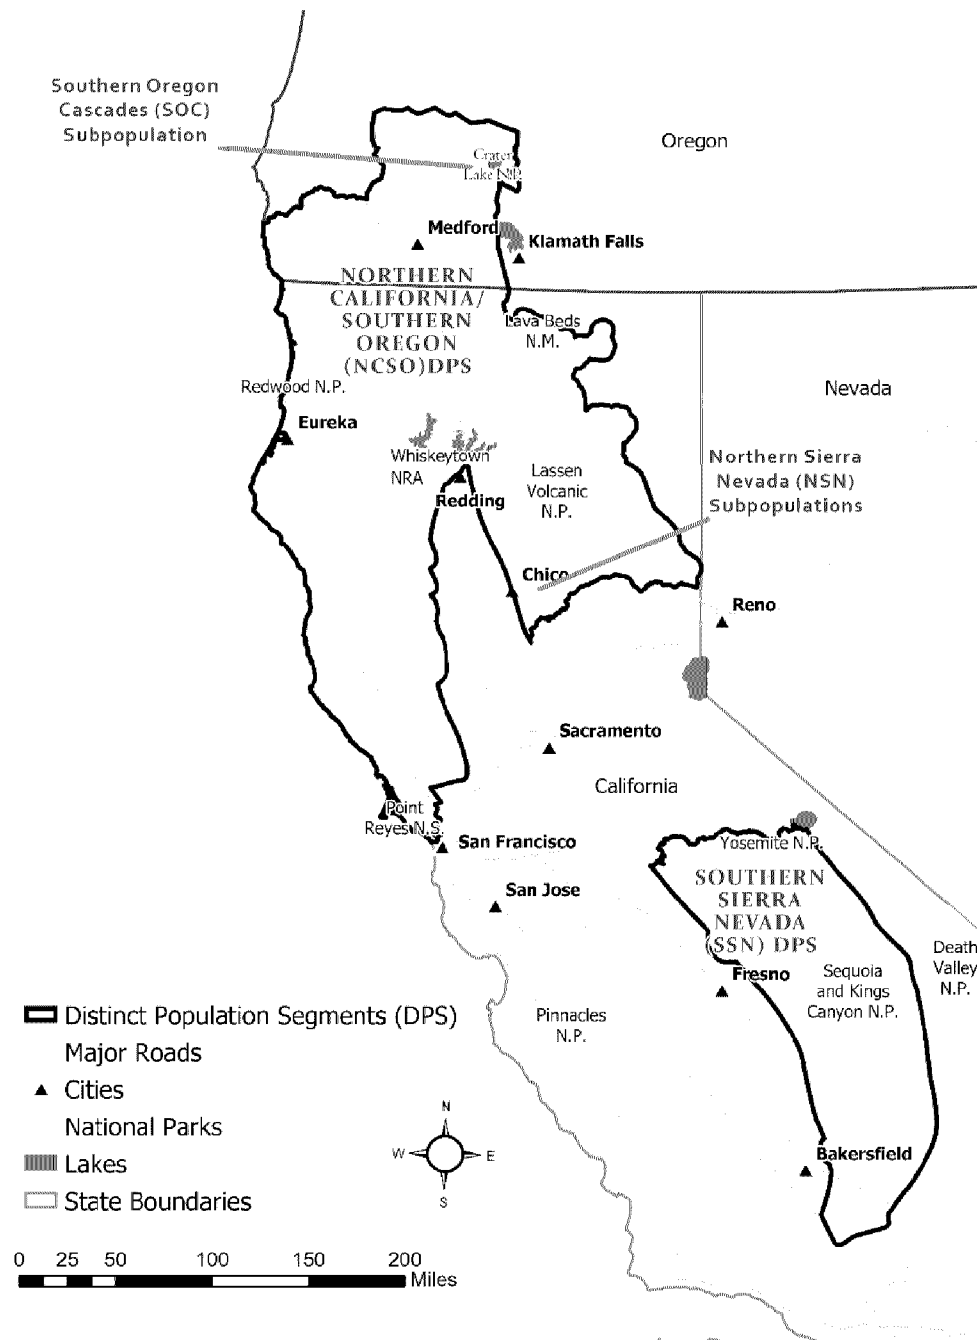 Southern Oregon
Cascades (SOC)
Subpopulation
Oregon
Crater
Lake N.P.
Medford
Klamath Falls
NORTHERN
CALIFORNIA/
SOUTHERN
OREGON
(NCSO)DPS
Lava Beds
N.M.
Redwood N.P.
Nevada
Eureka
Whiskeytown
NRA
Redding
Lassen
Volcanic
N.P.
Northern Sierra
Nevada (NSN)
Subpopulations
Chico
Reno
Sacramento
California
Point
Reyes N.S.
San Francisco
Yosemite N.P.
San Jose
SOUTHERN
SIERRA
NEVADA
(SSN) DPS
Fresno
Sequoia
and Kings
Canyon N.P.
Death
Valley
N.P.
Pinnacles
N.P.
Bakersfield
Distinct Population Segments (DPS)
Major Roads
Cities
National Parks
Lakes
State Boundaries
N
W E
S
0 25 50 100 150 200
Miles